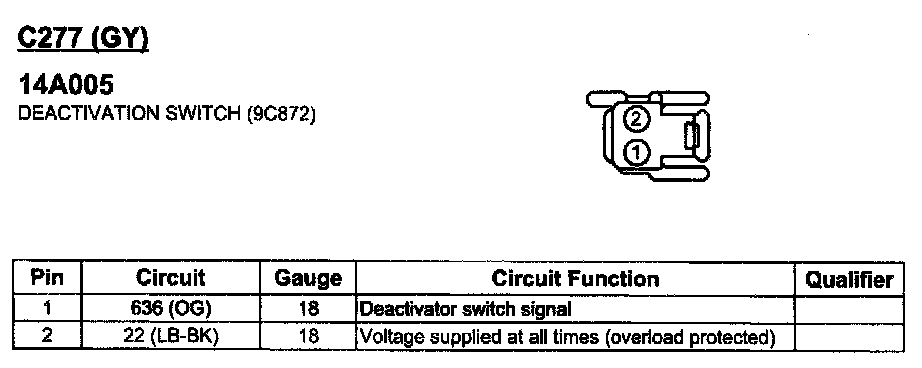 C277 (GY)
14A005
DEACTIVATION SWITCH (9C872)
2
1
Pin Circuit Gauge Circuit Function Qualifier
1 636 (OG) 18 Deactivator switch signal
2 22 (LB-BK) 18 Voltage supplied at all times (overload protected)